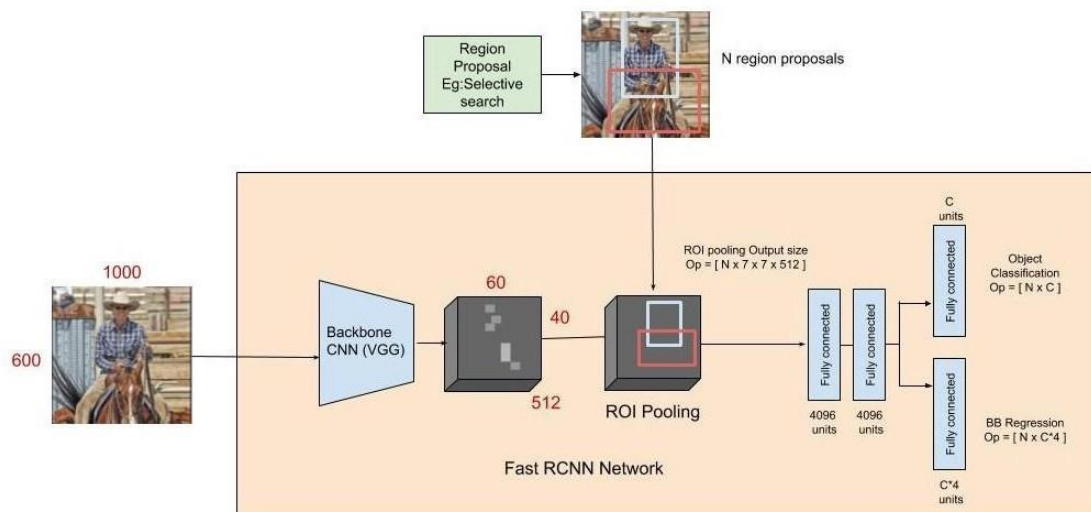 Region
Proposal
Eg:Selective
search
N region proposals
1000
600
Backbone
CNN (VGG)
60
40
512
ROI pooling Output size
Op = [ N x 7 x 7 x 512 ]
ROI Pooling
Fully connected
4096
units
Fully connected
4096
units
C
units
Fully connected
Object
Classification
Op = [ N x C ]
Fully connected
C*4
units
BB Regression
Op = [ N x C*4 ]
Fast RCNN Network